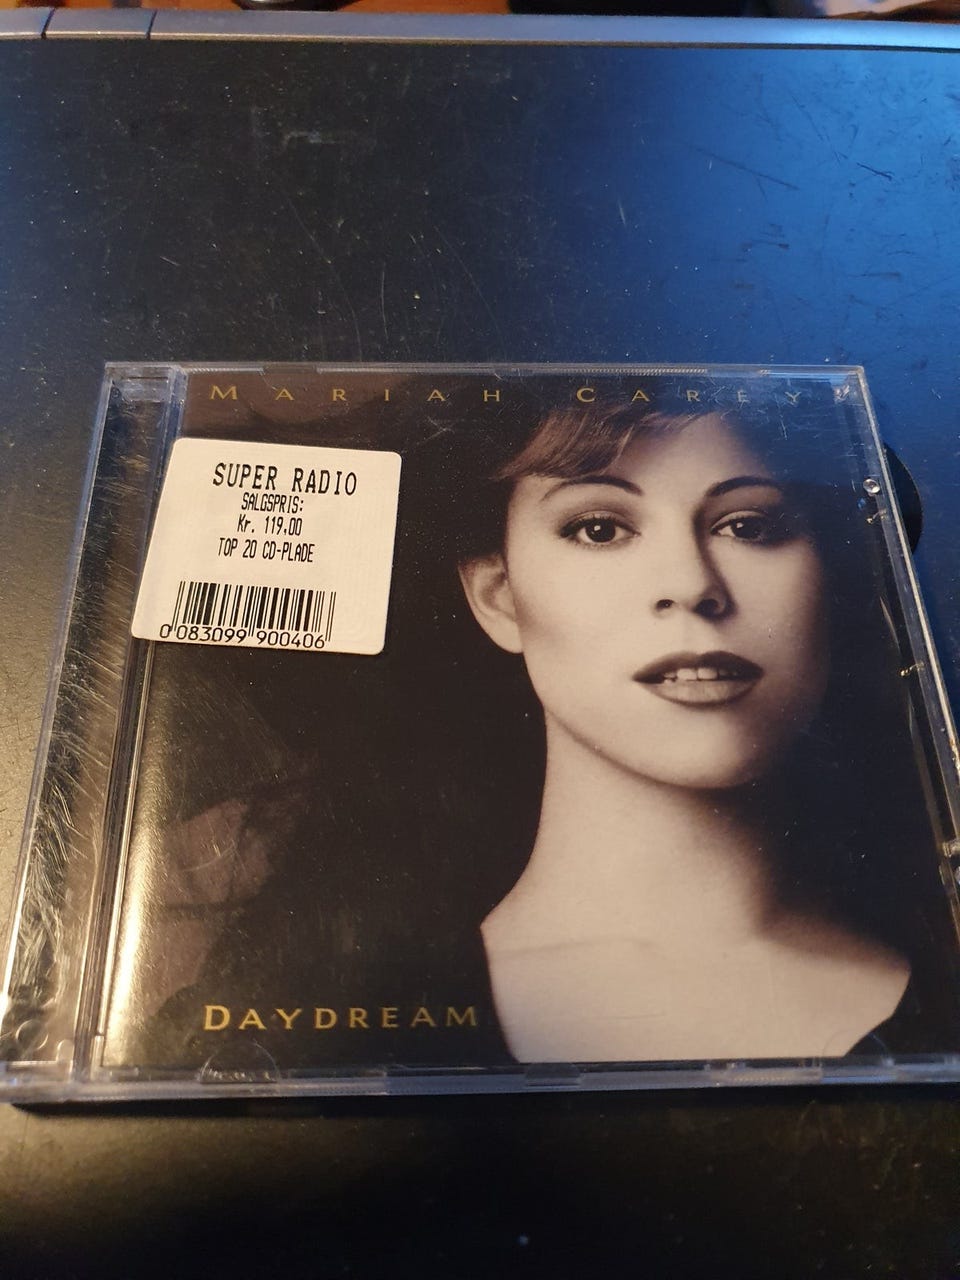 MARIAH CAREY
SUPER RADIO
SALGSPRIS:
Kr. 119,00
TOP 20 CD-PLADE
0 083099 900406
DAYDREAM